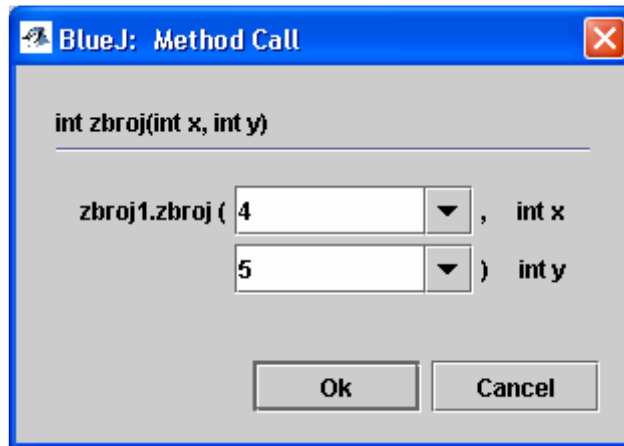 BlueJ: Method Call
int zbroj(int x, int y)
zbroj1.zbroj ( 4 , int x
5 ) int y
Ok Cancel